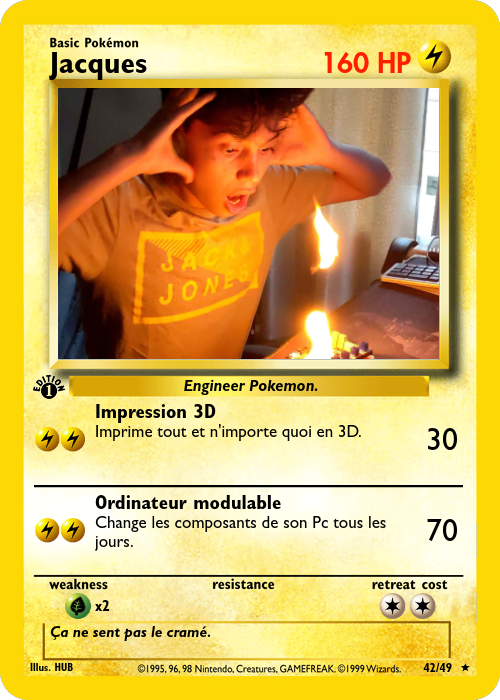 Basic Pokémon
Jacques
160 HP
JACK &
JONES
EDITION
1
Engineer Pokemon.
Impression 3D
Imprime tout et n'importe quoi en 3D.
30
Ordinateur modulable
Change les composants de son Pc tous les
jours.
70
weakness
resistance
retreat cost
x2
Ça ne sent pas le cramé.
Illus. HUB
©1995, 96, 98 Nintendo, Creatures, GAMEFREAK. ©1999 Wizards.
42/49